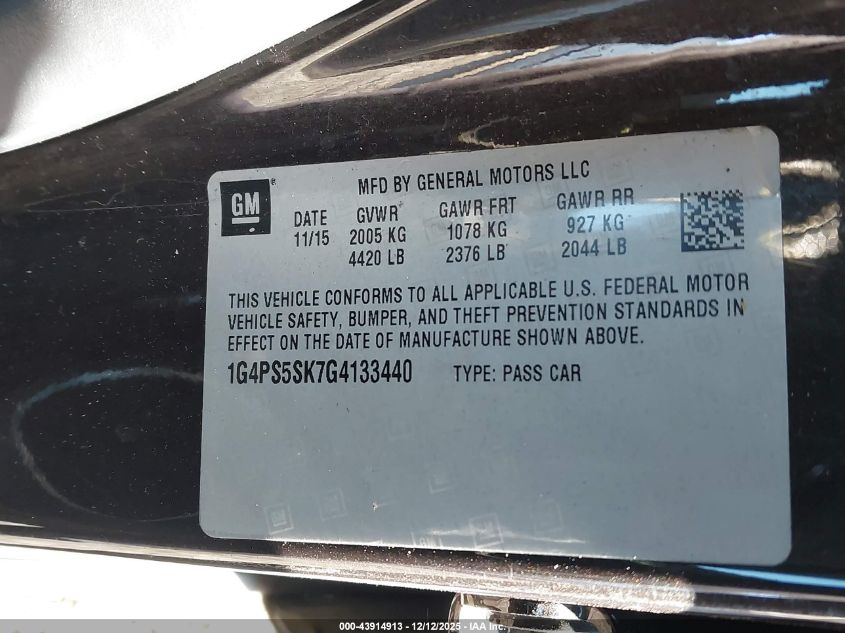 GM
MFD BY GENERAL MOTORS LLC
DATE GVWR GAWR FRT GAWR RR
11/15 2005 KG 1078 KG 927 KG
4420 LB 2376 LB 2044 LB
THIS VEHICLE CONFORMS TO ALL APPLICABLE U.S. FEDERAL MOTOR
VEHICLE SAFETY, BUMPER, AND THEFT PREVENTION STANDARDS IN
EFFECT ON THE DATE OF MANUFACTURE SHOWN ABOVE.
1G4PS5SK7G4133440 TYPE: PASS CAR
000-43914913 - 12/12/2025 - IAA Inc.